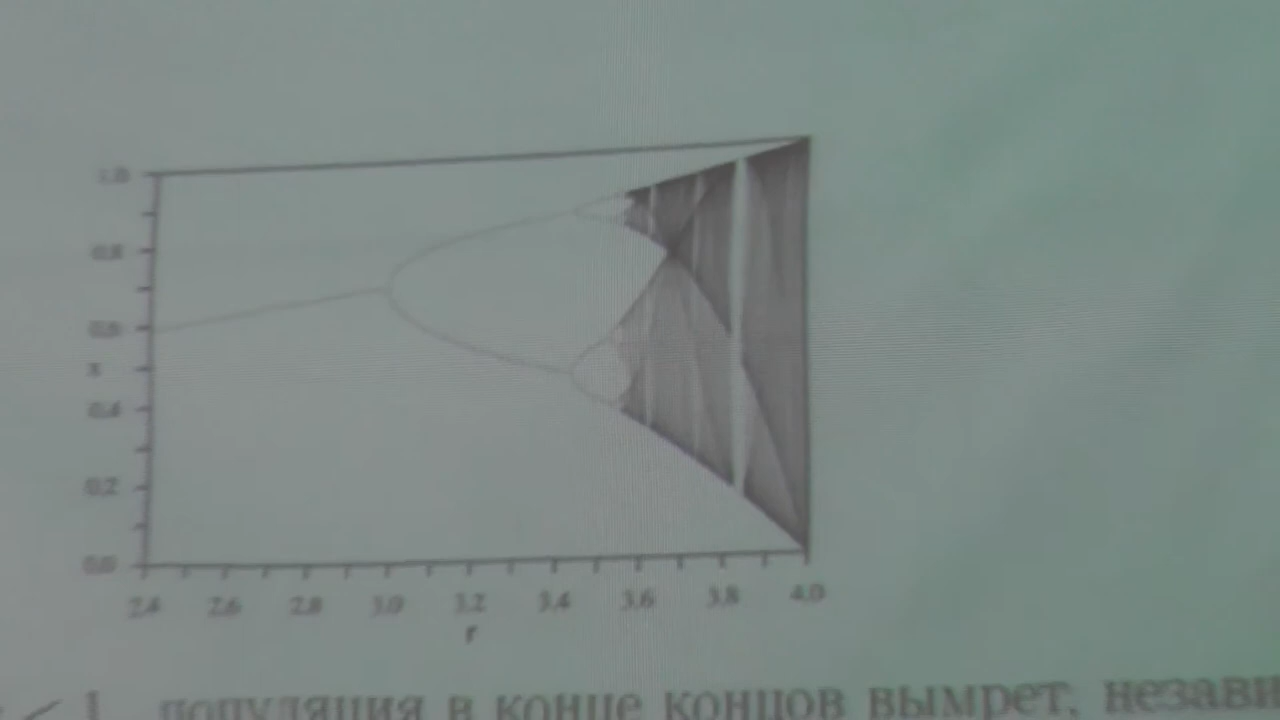 1.0
0.8
0.6
x
0.4
0.2
0.0
2.4 2.6 2.8 3.0 3.2 3.4 3.6 3.8 4.0
r
< 1 популяция в конце концов вымрет, незави